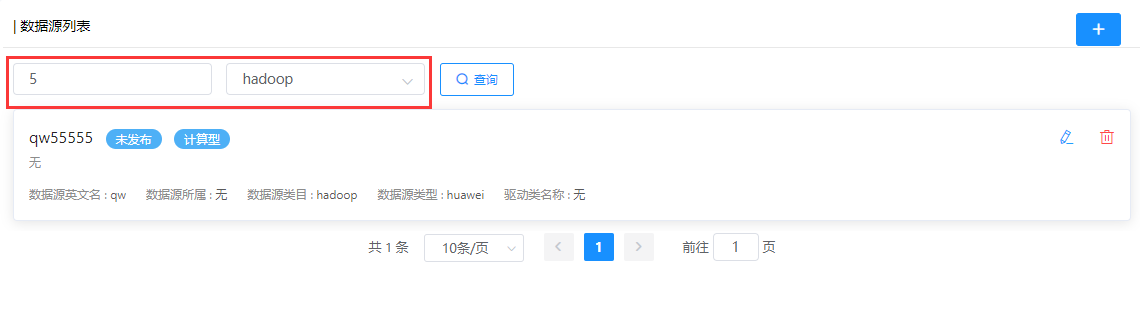 数据源列表
+
5 hadoop 查询
qw55555 未发布 计算型
无
数据源英文名 : qw 数据源所属 : 无 数据源类目 : hadoop 数据源类型 : huawei 驱动类名称 : 无
共 1 条 10条/页 1 前往 1 页